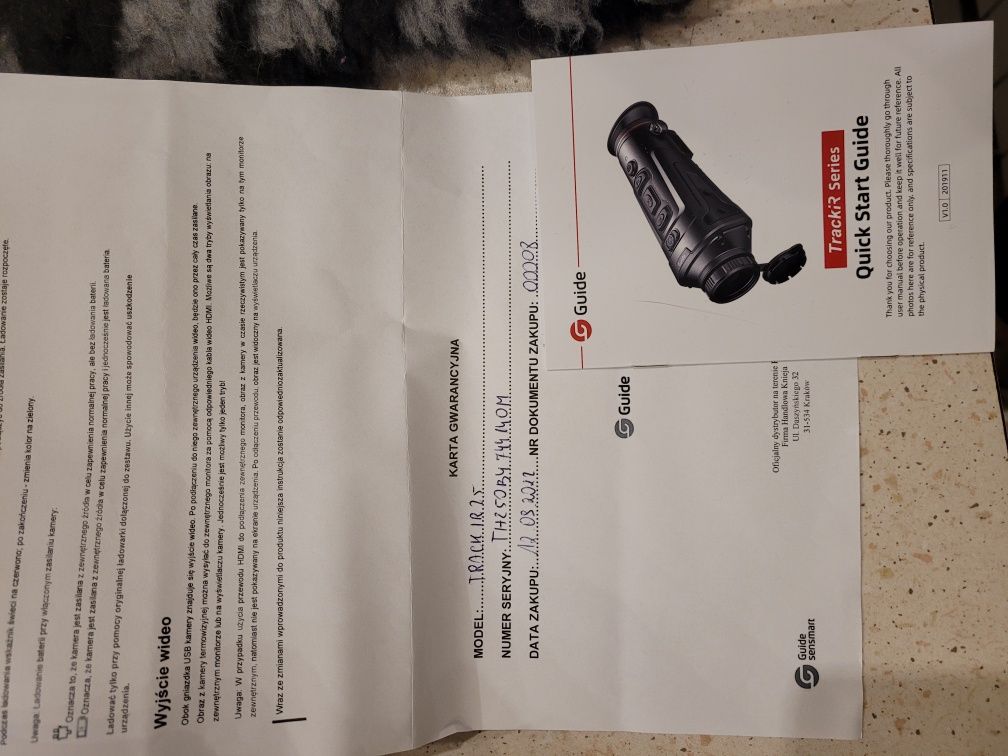 Podczas ładowania wskaźnik świeci na czerwono; po zakończeniu - zmienia kolor na zielony.
Uwaga: Ładowanie baterii przy włączonym zasilaniu kamery:
Oznacza to, że kamera jest zasilana z zewnętrznego źródła w celu zapewnienia normalnej pracy, ale bez ładowania baterii.
Oznacza, że kamera jest zasilana z zewnętrznego źródła w celu zapewnienia normalnej pracy i jednocześnie jest ładowana bateria.
Ładować tylko przy pomocy oryginalnej ładowarki dołączonej do zestawu. Użycie innej może spowodować uszkodzenie
urządzenia.
Wyjście wideo
Obok gniazdka USB kamery znajduje się wyjście wideo. Po podłączeniu do niego zewnętrznego urządzenia wideo, będzie ono przez cały czas zasilane.
Obraz z kamery termowizyjnej można wysyłać do zewnętrznego monitora za pomocą odpowiedniego kabla wideo HDMI. Możliwe są dwa tryby wyświetlania obrazu: na
zewnętrznym monitorze lub na wyświetlaczu kamery. Jednocześnie jest możliwy tylko jeden tryb!
Uwaga: W przypadku użycia przewodu HDMI do podłączenia zewnętrznego monitora, obraz z kamery w czasie rzeczywistym jest pokazywany tylko na tym monitorze
zewnętrznym, natomiast nie jest pokazywany na ekranie urządzenia. Po odłączeniu przewodu, obraz jest widoczny na wyświetlaczu urządzenia.
Wraz ze zmianami wprowadzonymi do produktu niniejsza instrukcja zostanie odpowiedniozaktualizowana.
KARTA GWARANCYJNA
MODEL: TRACK IR 25
NUMER SERYJNY:
DATA ZAKUPU: NR DOKUMENTU ZAKUPU:
Guide
Oficjalny dystrybutor na terenie
Firma Handlowa Knieja
Ul. Daszyńskiego 32
31-534 Kraków
Guide
sensmart
Guide
TrackIR Series
Quick Start Guide
Thank you for choosing our product. Please thoroughly go through
user manual before operation and keep it well for future reference. All
photos here are for reference only, and specifications are subject to
the physical product.
V1.0 201911